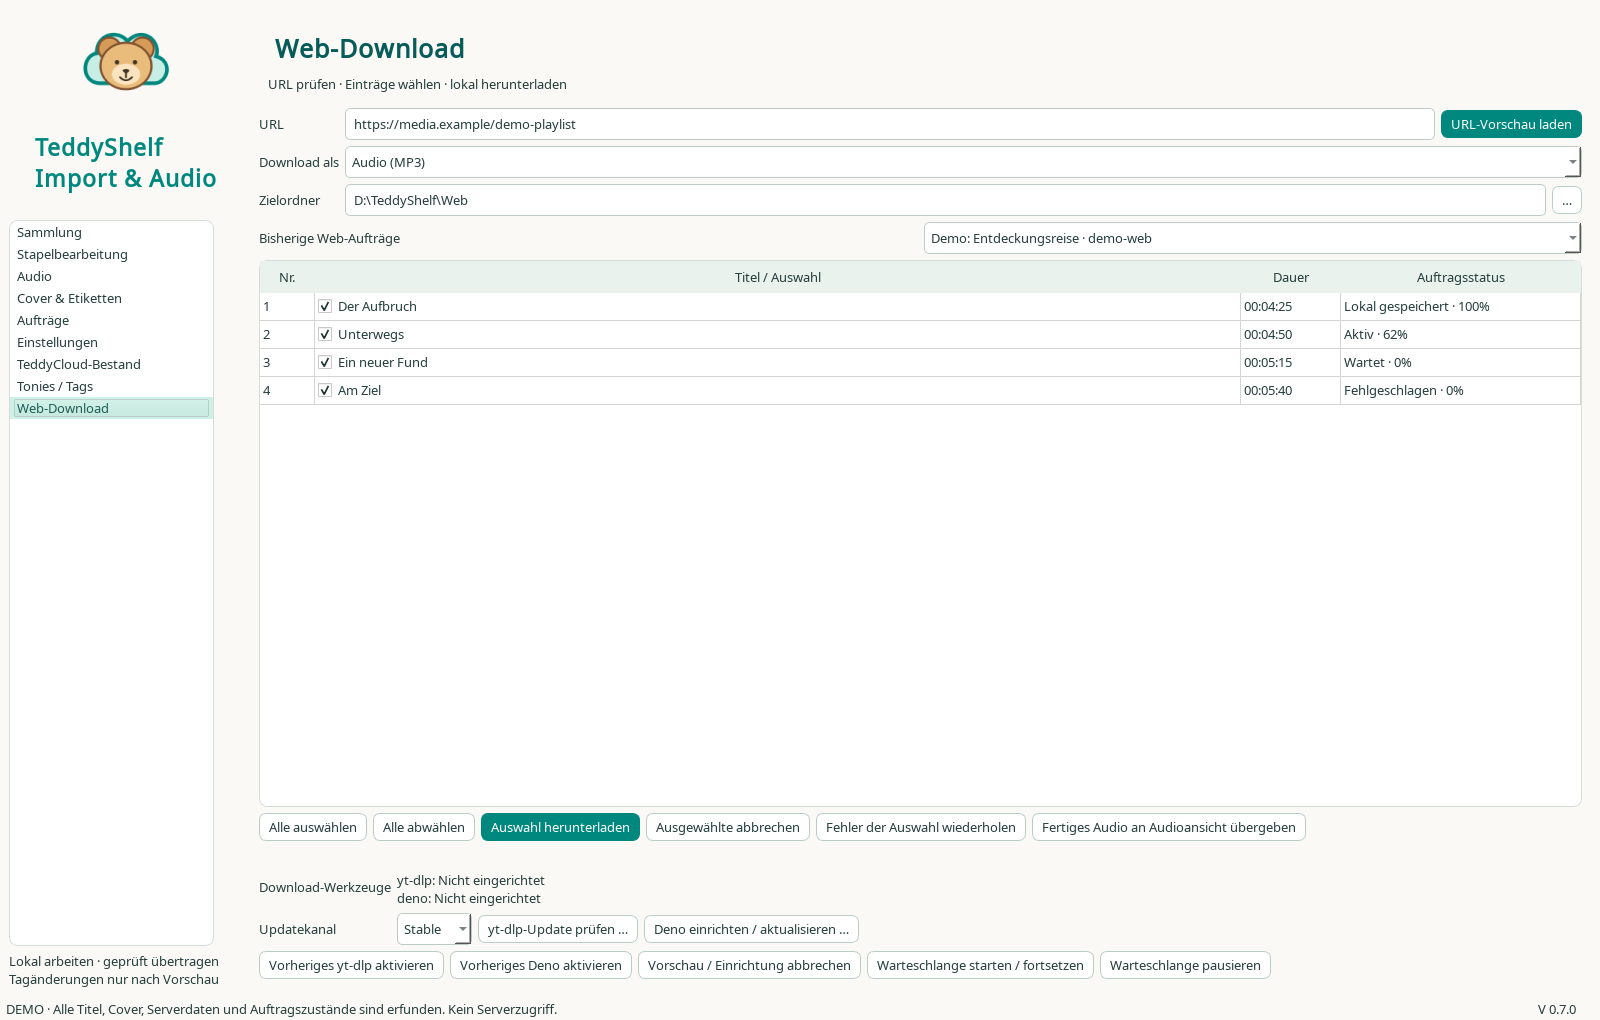 TeddyShelf
Import & Audio
Sammlung
Stapelbearbeitung
Audio
Cover & Etiketten
Aufträge
Einstellungen
TeddyCloud-Bestand
Tonies / Tags
Web-Download
Lokal arbeiten · geprüft übertragen
Tagänderungen nur nach Vorschau
Web-Download
URL prüfen · Einträge wählen · lokal herunterladen
URL https://media.example/demo-playlist URL-Vorschau laden
Download als Audio (MP3)
Zielordner D:\TeddyShelf\Web ...
Bisherige Web-Aufträge Demo: Entdeckungsreise · demo-web
Nr. Titel / Auswahl Dauer Auftragsstatus
1 Der Aufbruch 00:04:25 Lokal gespeichert · 100%
2 Unterwegs 00:04:50 Aktiv · 62%
3 Ein neuer Fund 00:05:15 Wartet · 0%
4 Am Ziel 00:05:40 Fehlgeschlagen · 0%
Alle auswählen Alle abwählen Auswahl herunterladen Ausgewählte abbrechen Fehler der Auswahl wiederholen Fertiges Audio an Audioansicht übergeben
Download-Werkzeuge yt-dlp: Nicht eingerichtet
deno: Nicht eingerichtet
Updatekanal Stable yt-dlp-Update prüfen ... Deno einrichten / aktualisieren ...
Vorheriges yt-dlp aktivieren Vorheriges Deno aktivieren Vorschau / Einrichtung abbrechen Warteschlange starten / fortsetzen Warteschlange pausieren
DEMO · Alle Titel, Cover, Serverdaten und Auftragszustände sind erfunden. Kein Serverzugriff. V 0.7.0